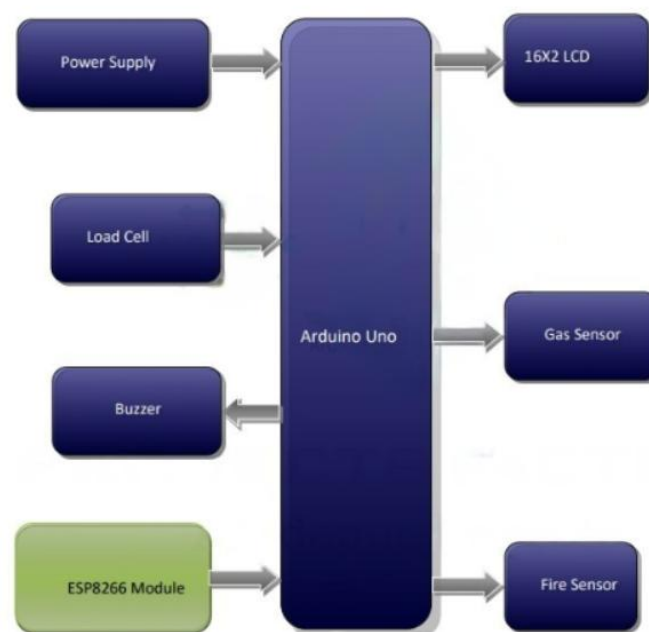 Power Supply
16X2 LCD
Load Cell
Arduino Uno
Gas Sensor
Buzzer
ESP8266 Module
Fire Sensor